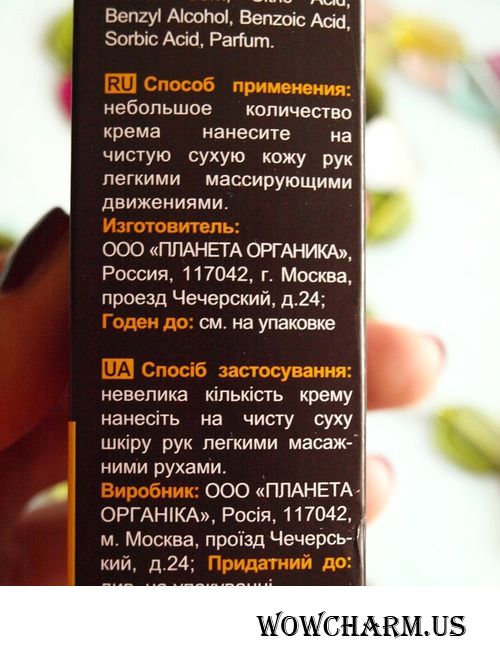 Benzyl Alcohol, Benzoic Acid,
Sorbic Acid, Parfum.
RU Способ применения:
небольшое количество
крема нанесите на
чистую сухую кожу рук
легкими массирующими
движениями.
Изготовитель:
ООО «ПЛАНЕТА ОРГАНИКА»,
Россия, 117042, г. Москва,
проезд Чечерский, д.24;
Годен до: см. на упаковке
UA Спосіб застосування:
невелика кількість крему
нанесіть на чисту суху
шкіру рук легкими масаж-
ними рухами.
Виробник: ООО «ПЛАНЕТА
ОРГАНІКА», Росія, 117042,
м. Москва, проїзд Чечерсь-
кий, д.24; Придатний до:
WOWCHARM.US